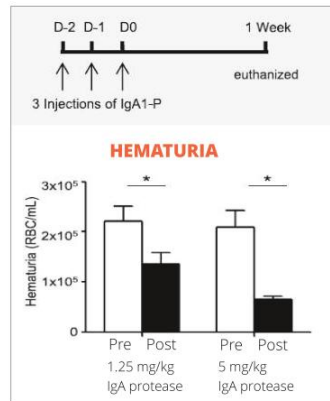 D-2 D-1 D0 1 Week
3 Injections of IgA1-P
euthanized
HEMATURIA
Hematuria (RBC/mL)
3x10⁵
2x10⁵
1x10⁵
0
* *
Pre Post Pre Post
1.25 mg/kg 5 mg/kg
IgA protease IgA protease